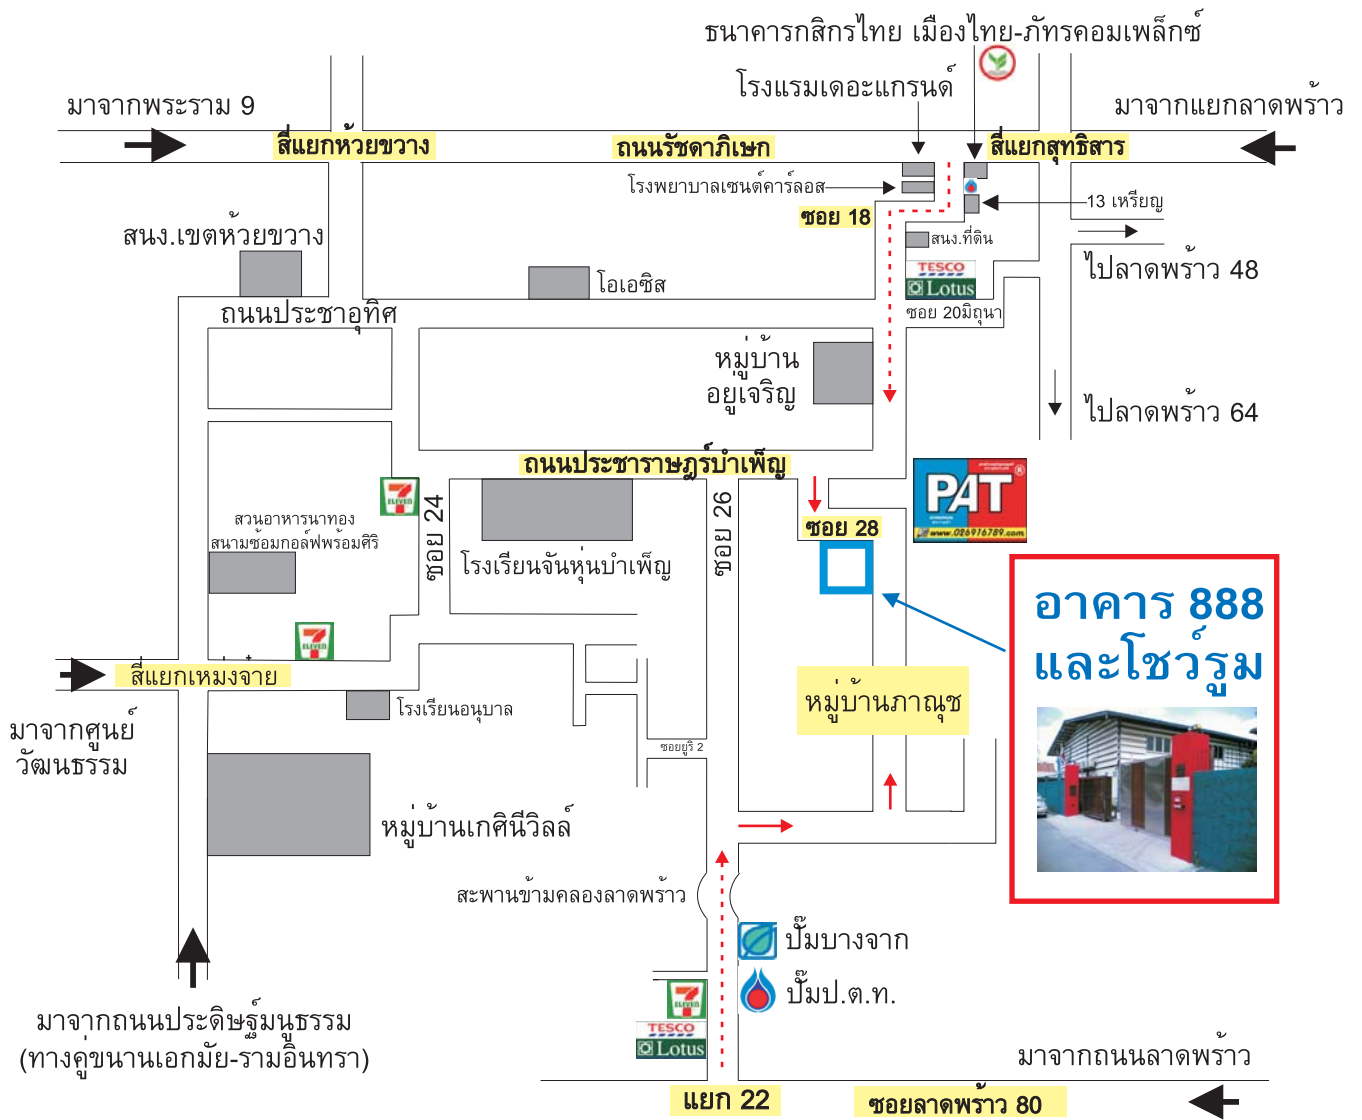 ธนาคารกสิกรไทย เมืองไทย-ภัทรคอมเพล็กซ์
โรงแรมเดอะแกรนด์
มาจากพระราม 9
มาจากแยกลาดพร้าว
สี่แยกห้วยขวาง
ถนนรัชดาภิเษก
สี่แยกสุทธิสาร
โรงพยาบาลเซนต์คาร์ลอส
13 เหรียญ
ซอย 18
สนง.เขตห้วยขวาง
สนง.ที่ดิน
TESCO
Lotus
ไปลาดพร้าว 48
โอเอซิส
ถนนประชาอุทิศ
ซอย 20มิถุนา
หมู่บ้าน
อยู่เจริญ
ไปลาดพร้าว 64
ถนนประชาราษฎร์บำเพ็ญ
7
ELEVEN
ซอย 24
ซอย 26
PAT
®
www.026976789.com
สวนอาหารนาทอง
สนามซ้อมกอล์ฟพร้อมศิริ
ซอย 28
โรงเรียนจันหุ่นบำเพ็ญ
อาคาร 888
และโชว์รูม
7
ELEVEN
สี่แยกเหมงจาย
หมู่บ้านภาณุช
โรงเรียนอนุบาล
มาจากศูนย์
วัฒนธรรม
ซอยยูริ 2
หมู่บ้านเกศินีวิลล์
สะพานข้ามคลองลาดพร้าว
ปั๊มบางจาก
ปั๊มป.ต.ท.
7
ELEVEN
TESCO
Lotus
มาจากถนนประดิษฐ์มนูธรรม
(ทางคู่ขนานเอกมัย-รามอินทรา)
มาจากถนนลาดพร้าว
แยก 22
ซอยลาดพร้าว 80